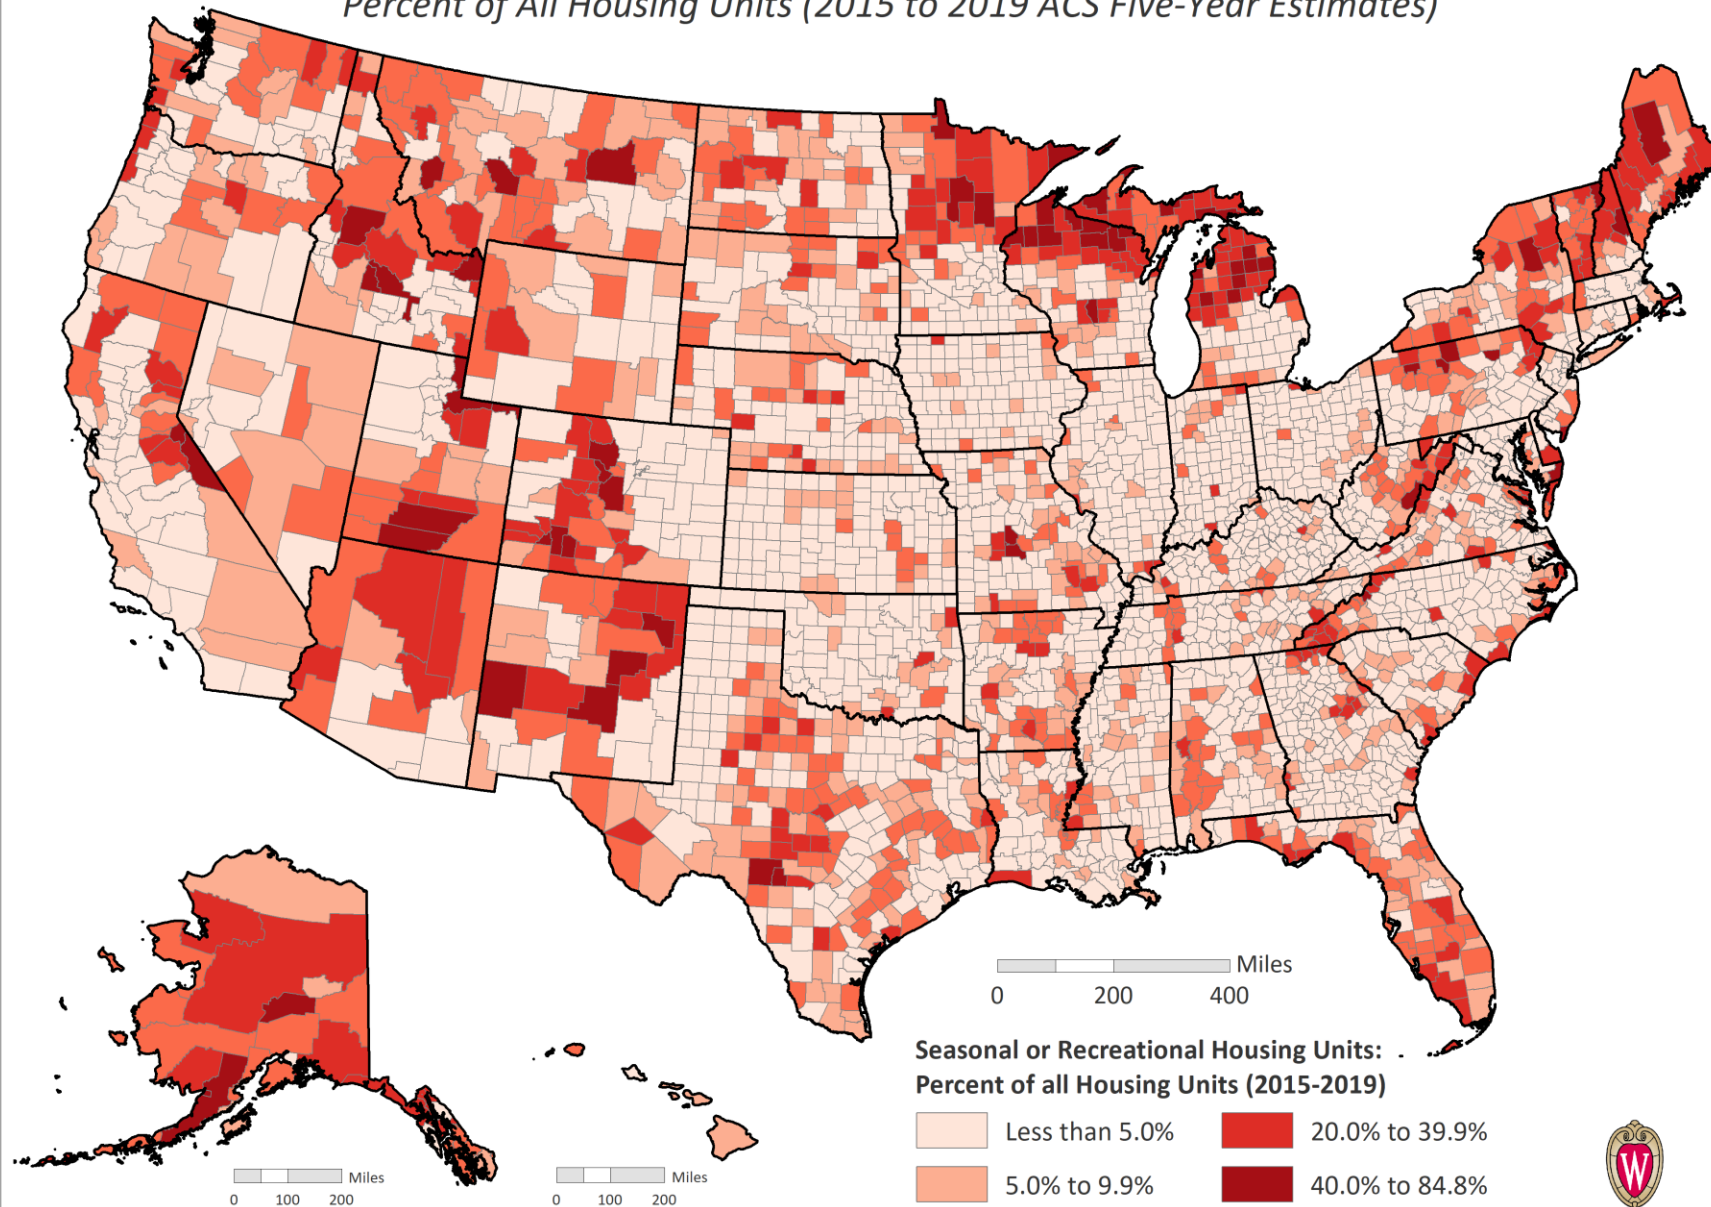 Percent of All Housing Units (2015 to 2019 ACS Five-Year Estimates)
Miles
0 200 400
Seasonal or Recreational Housing Units:
Percent of all Housing Units (2015-2019)
Less than 5.0% 20.0% to 39.9%
5.0% to 9.9% 40.0% to 84.8%
Miles
0 100 200
Miles
0 100 200
W